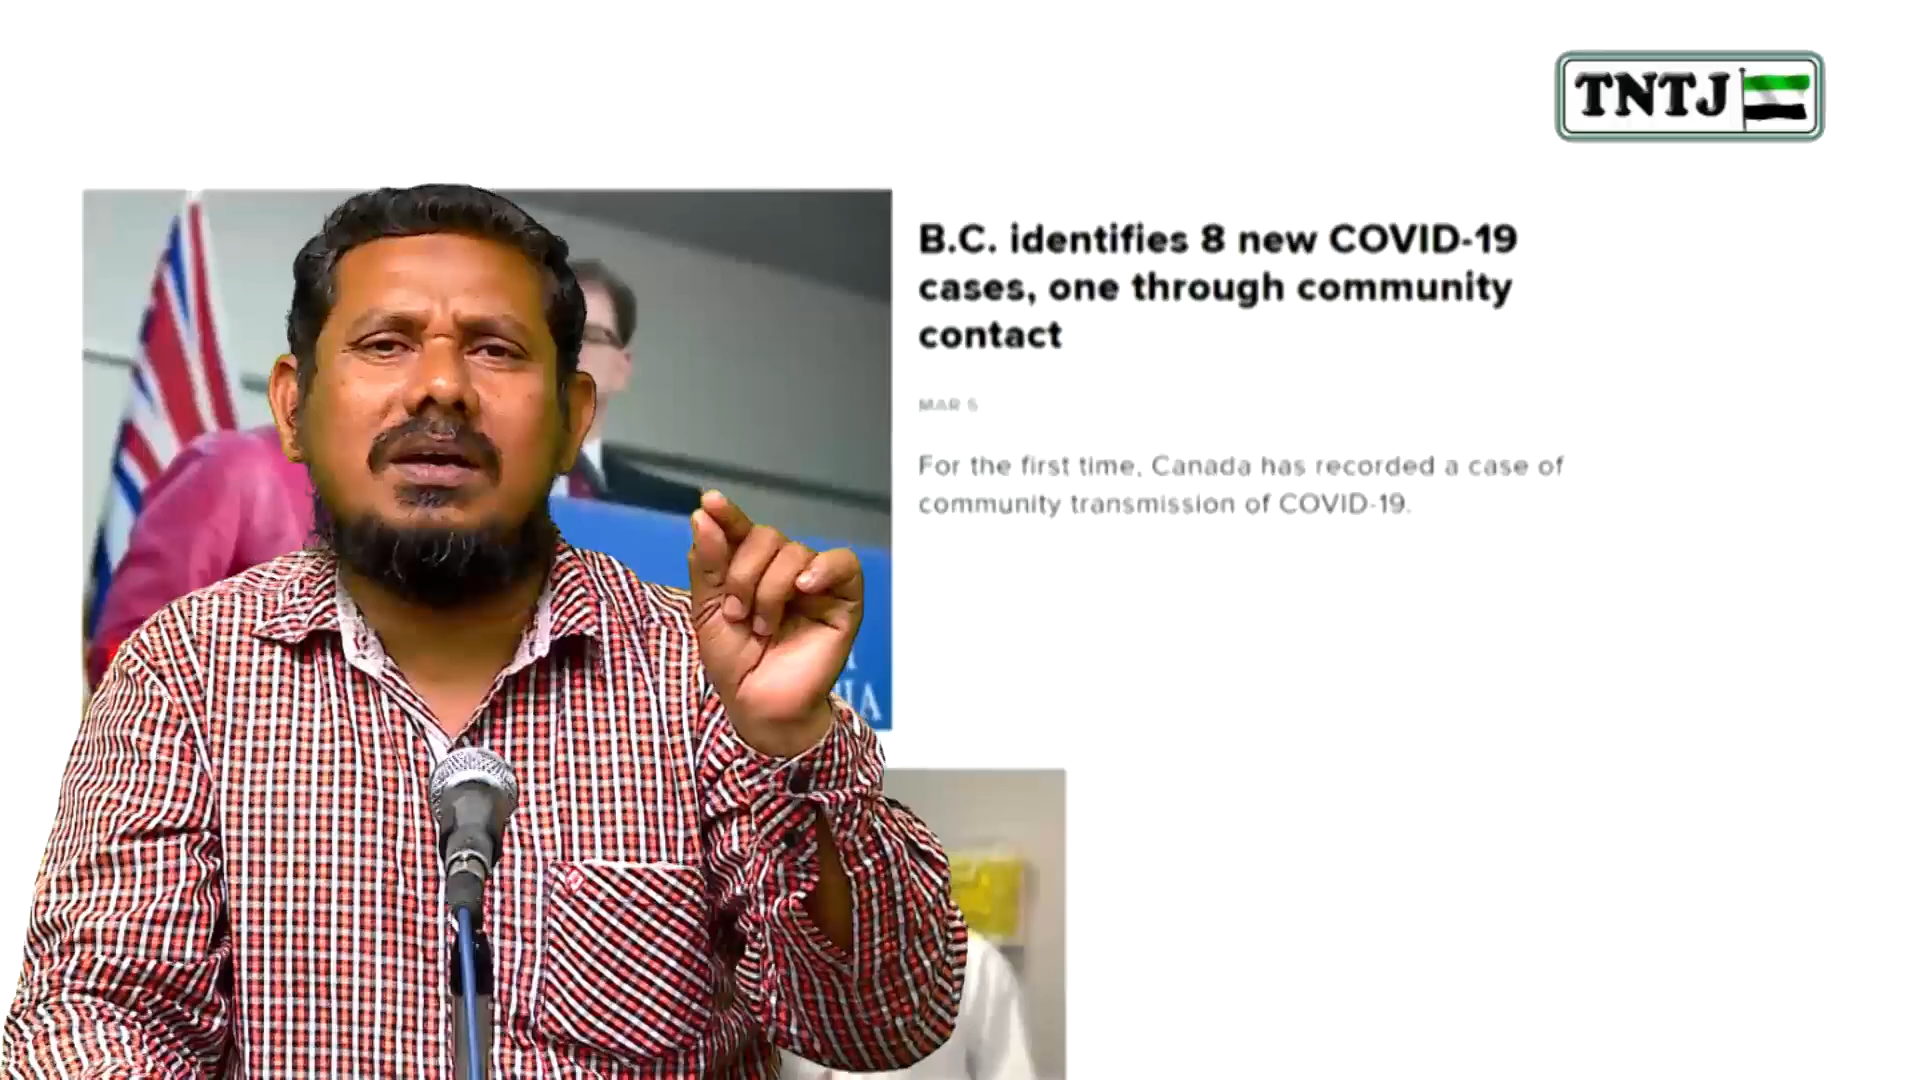 TNTJ
B.C. identifies 8 new COVID-19
cases, one through community
contact
MAR 5
For the first time, Canada has recorded a case of
community transmission of COVID-19.